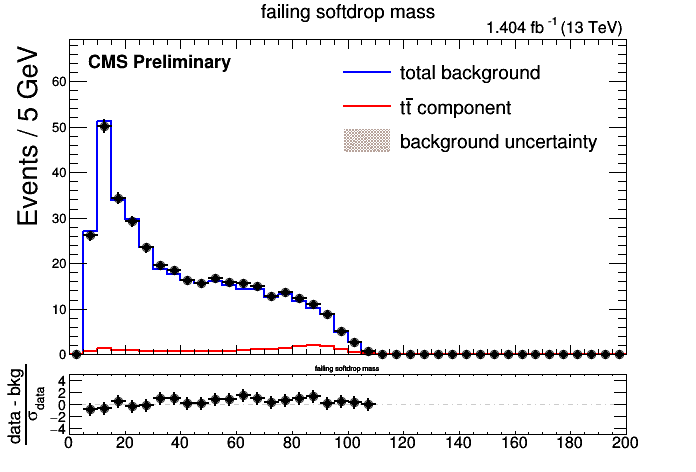 failing softdrop mass
1.404 fb⁻¹ (13 TeV)
CMS Preliminary
total background
tt̄ component
background uncertainty
Events / 5 GeV
60
50
40
30
20
10
0
failing softdrop mass
data - bkg
σ data
4
2
0
−2
−4
0 20 40 60 80 100 120 140 160 180 200